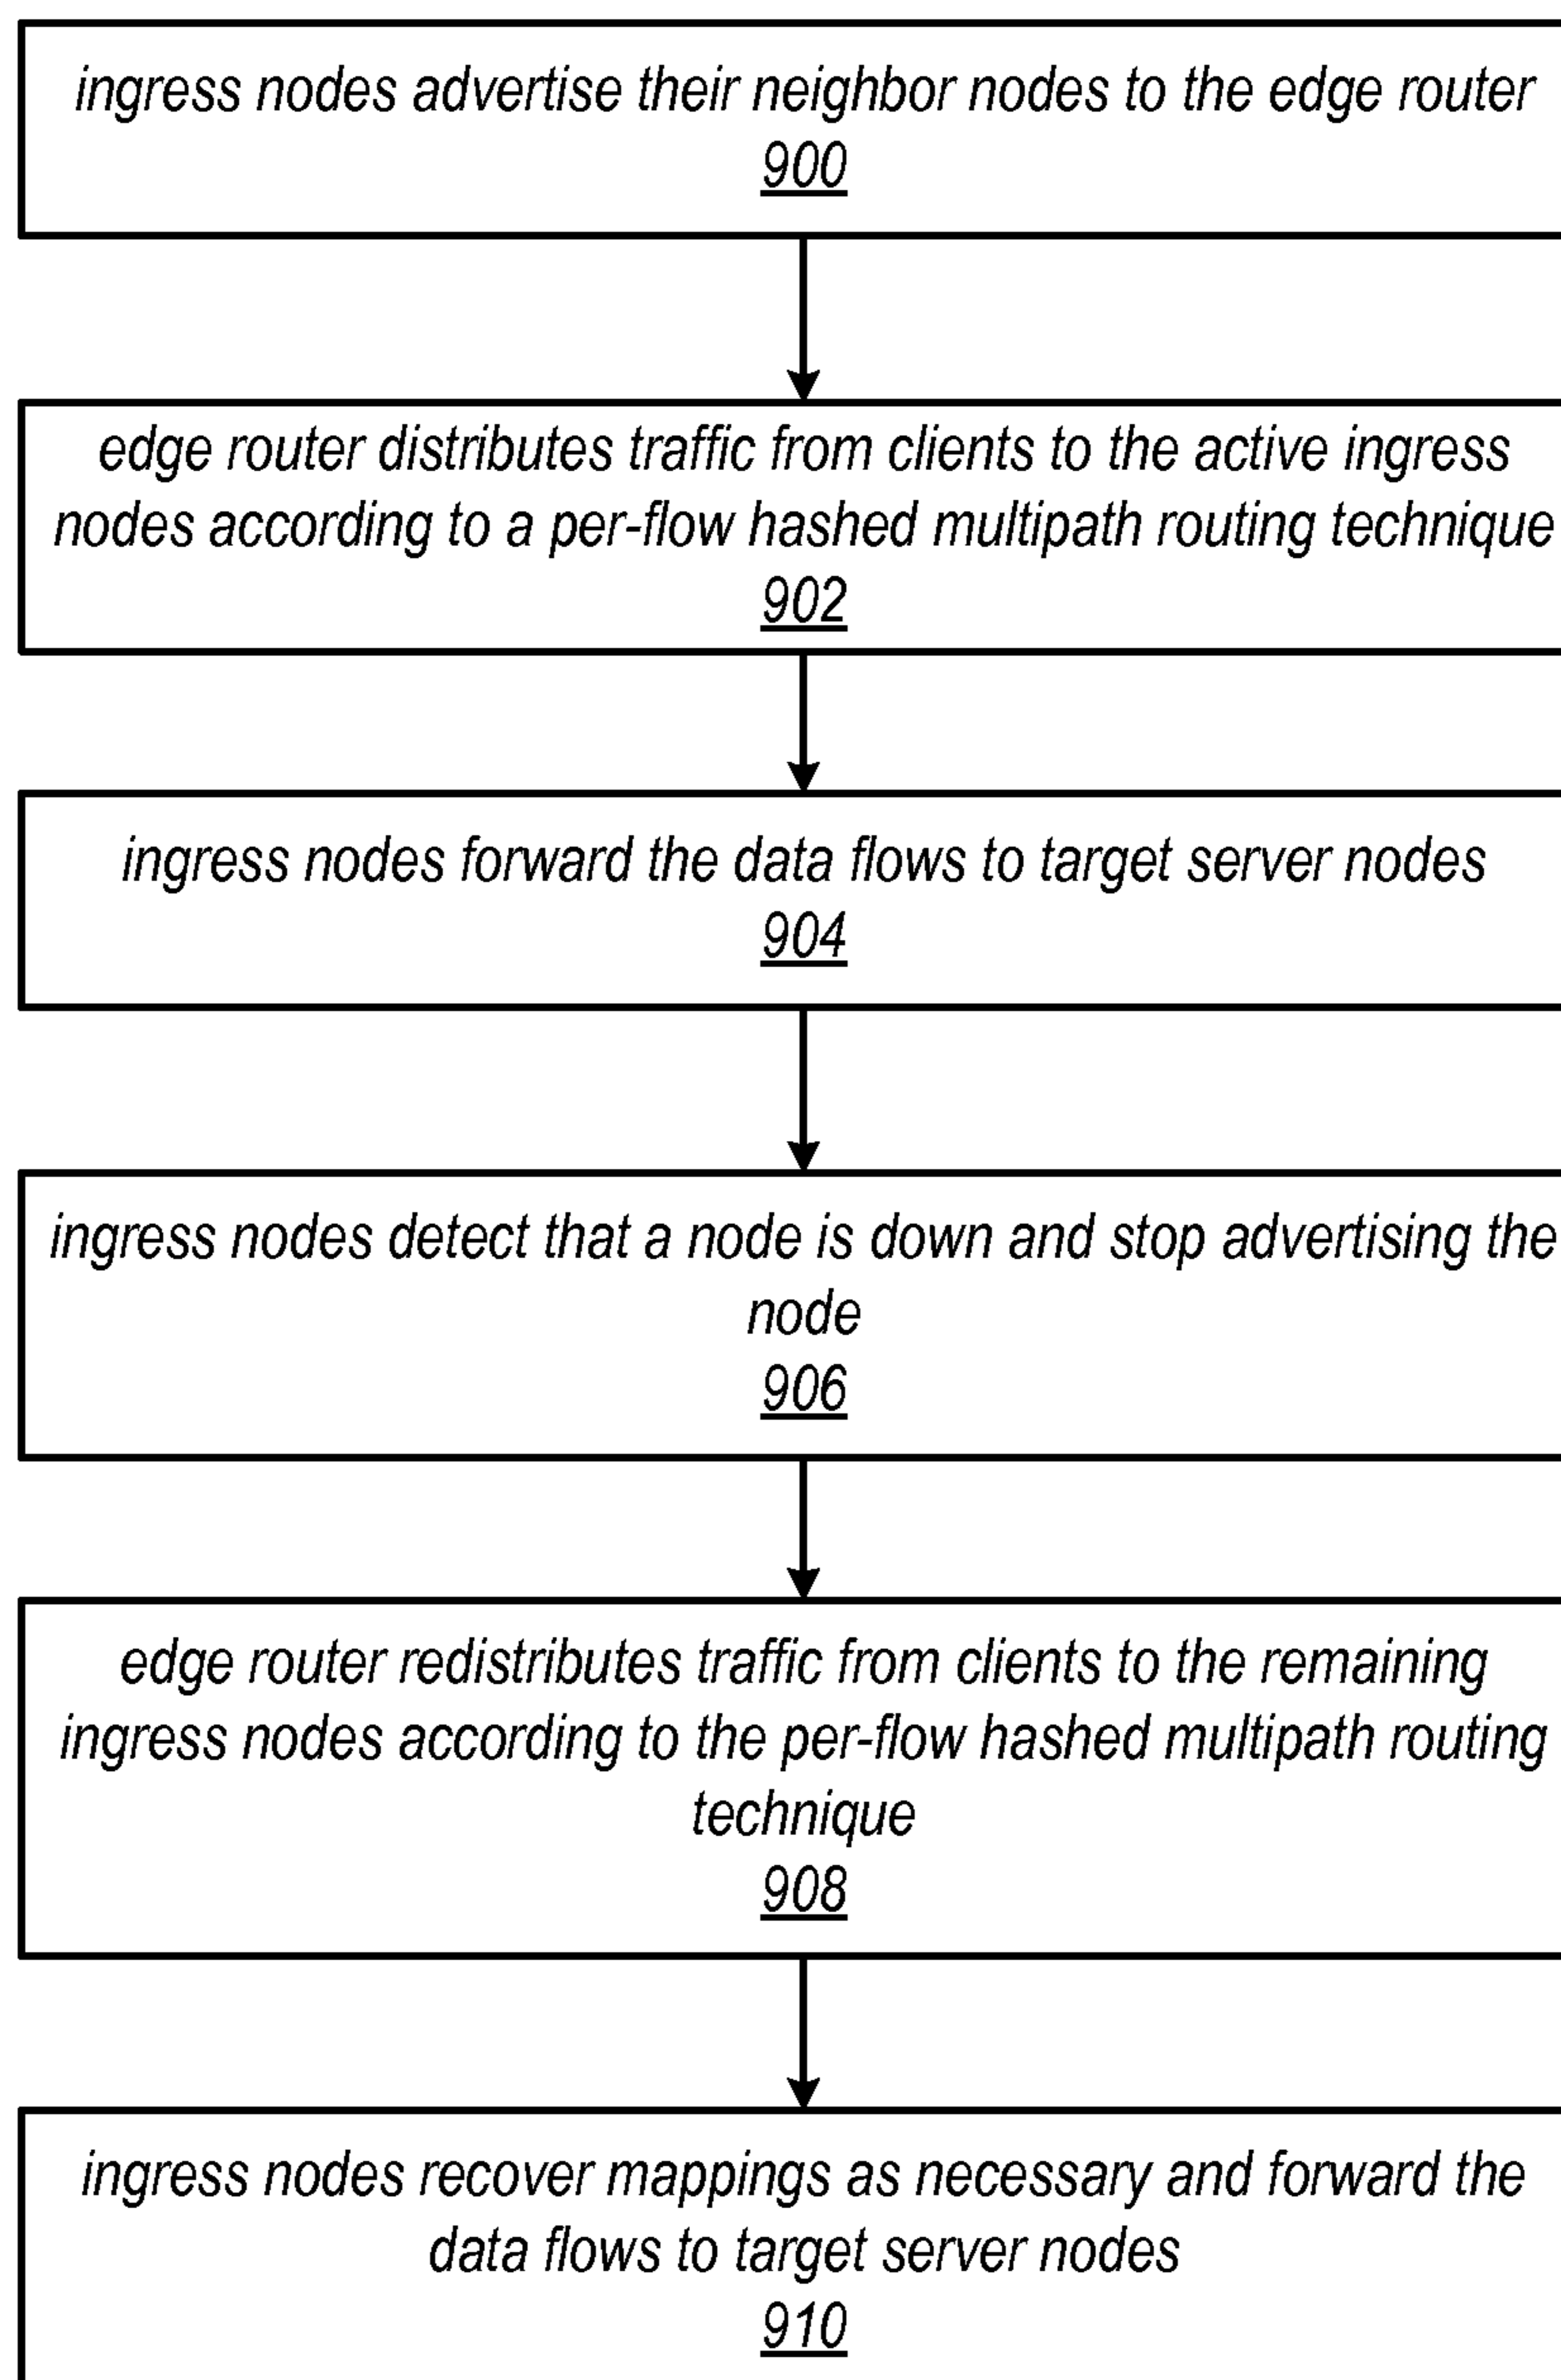 ingress nodes advertise their neighbor nodes to the edge router
900
edge router distributes traffic from clients to the active ingress
nodes according to a per-flow hashed multipath routing technique
902
ingress nodes forward the data flows to target server nodes
904
ingress nodes detect that a node is down and stop advertising the
node
906
edge router redistributes traffic from clients to the remaining
ingress nodes according to the per-flow hashed multipath routing
technique
908
ingress nodes recover mappings as necessary and forward the
data flows to target server nodes
910